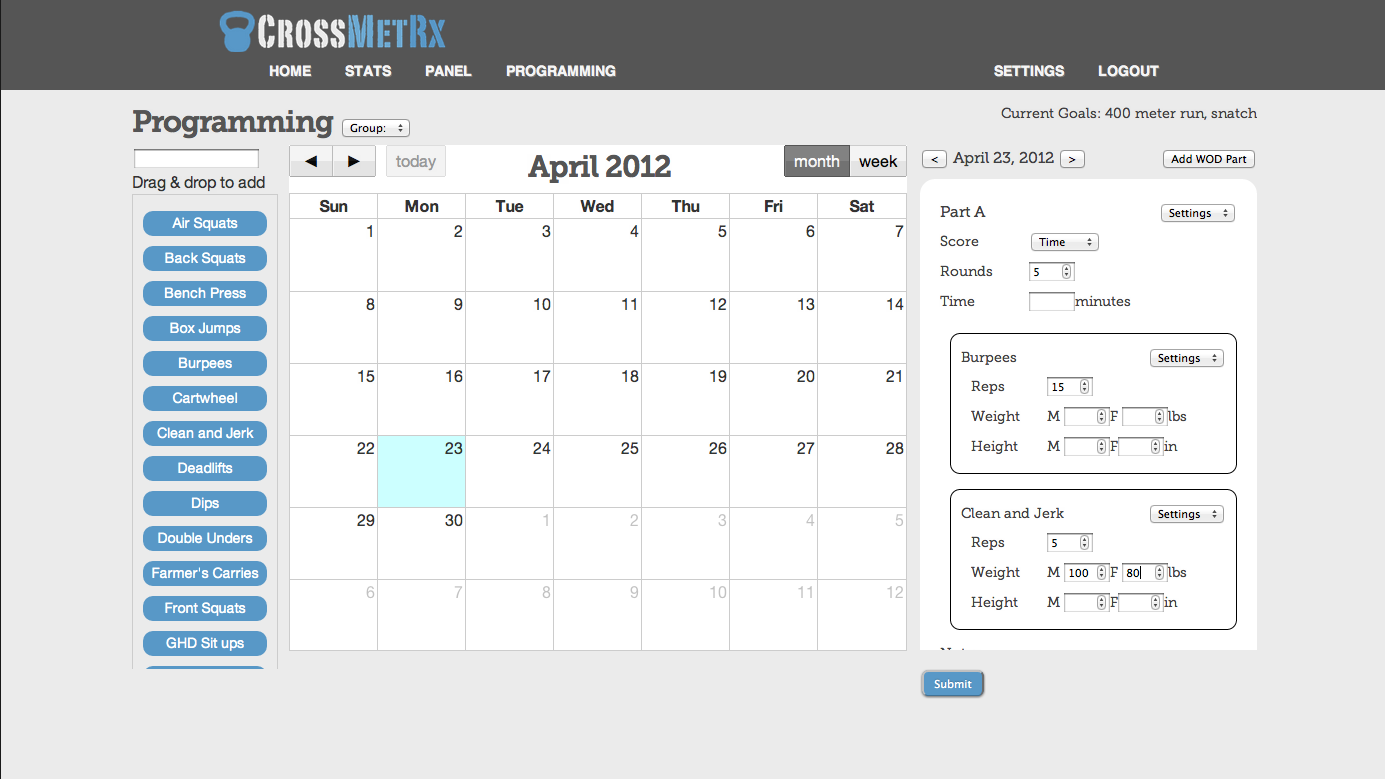 CROSSMETRX
HOME STATS PANEL PROGRAMMING SETTINGS LOGOUT
Programming Group:
Current Goals: 400 meter run, snatch
Drag & drop to add
Air Squats
Back Squats
Bench Press
Box Jumps
Burpees
Cartwheel
Clean and Jerk
Deadlifts
Dips
Double Unders
Farmer's Carries
Front Squats
GHD Sit ups
◀ ▶ today April 2012 month week
Sun Mon Tue Wed Thu Fri Sat
1 2 3 4 5 6 7
8 9 10 11 12 13 14
15 16 17 18 19 20 21
22 23 24 25 26 27 28
29 30 1 2 3 4 5
6 7 8 9 10 11 12
< April 23, 2012 > Add WOD Part
Part A Settings
Score Time
Rounds 5
Time minutes
Burpees Settings
Reps 15
Weight M F lbs
Height M F in
Clean and Jerk Settings
Reps 5
Weight M 100 F 80 lbs
Height M F in
Submit